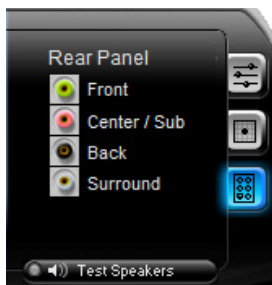 Rear Panel
Front
Center / Sub
Back
Surround
Test Speakers